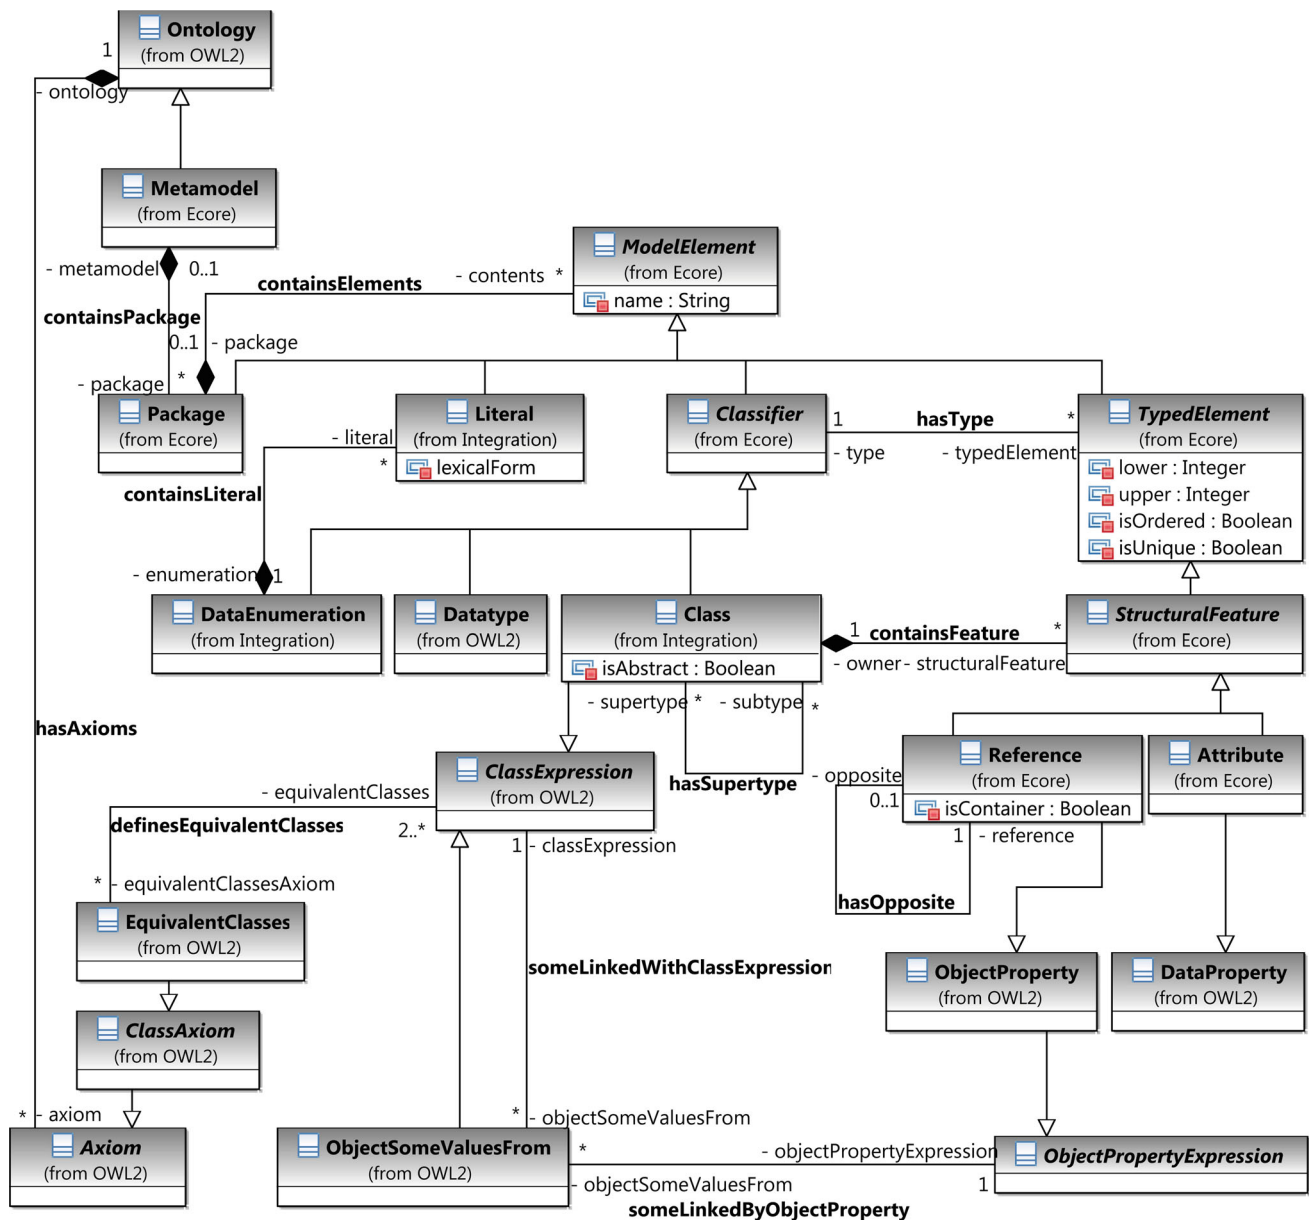 Ontology
(from OWL2)
1
- ontology
Metamodel
(from Ecore)
- metamodel 0..1
containsPackage
- package *
containsElements
- contents *
0..1 - package
ModelElement
(from Ecore)
name : String
Package
(from Ecore)
Literal
(from Integration)
lexicalForm
- literal
*
containsLiteral
- enumeration 1
Classifier
(from Ecore)
1 hasType *
- type - typedElement
TypedElement
(from Ecore)
lower : Integer
upper : Integer
isOrdered : Boolean
isUnique : Boolean
DataEnumeration
(from Integration)
Datatype
(from OWL2)
Class
(from Integration)
isAbstract : Boolean
1 containsFeature *
- owner - structuralFeature
StructuralFeature
(from Ecore)
- supertype * - subtype *
hasSupertype
hasAxioms
ClassExpression
(from OWL2)
- equivalentClasses
definesEquivalentClasses 2..*
1 - classExpression
* - equivalentClassesAxiom
Reference
(from Ecore)
isContainer : Boolean
- opposite
0..1
1 - reference
hasOpposite
Attribute
(from Ecore)
EquivalentClasses
(from OWL2)
someLinkedWithClassExpression
ObjectProperty
(from OWL2)
DataProperty
(from OWL2)
ClassAxiom
(from OWL2)
* - axiom
* - objectSomeValuesFrom
Axiom
(from OWL2)
ObjectSomeValuesFrom
(from OWL2)
* - objectPropertyExpression
- objectSomeValuesFrom 1
someLinkedByObjectProperty
ObjectPropertyExpression
(from OWL2)